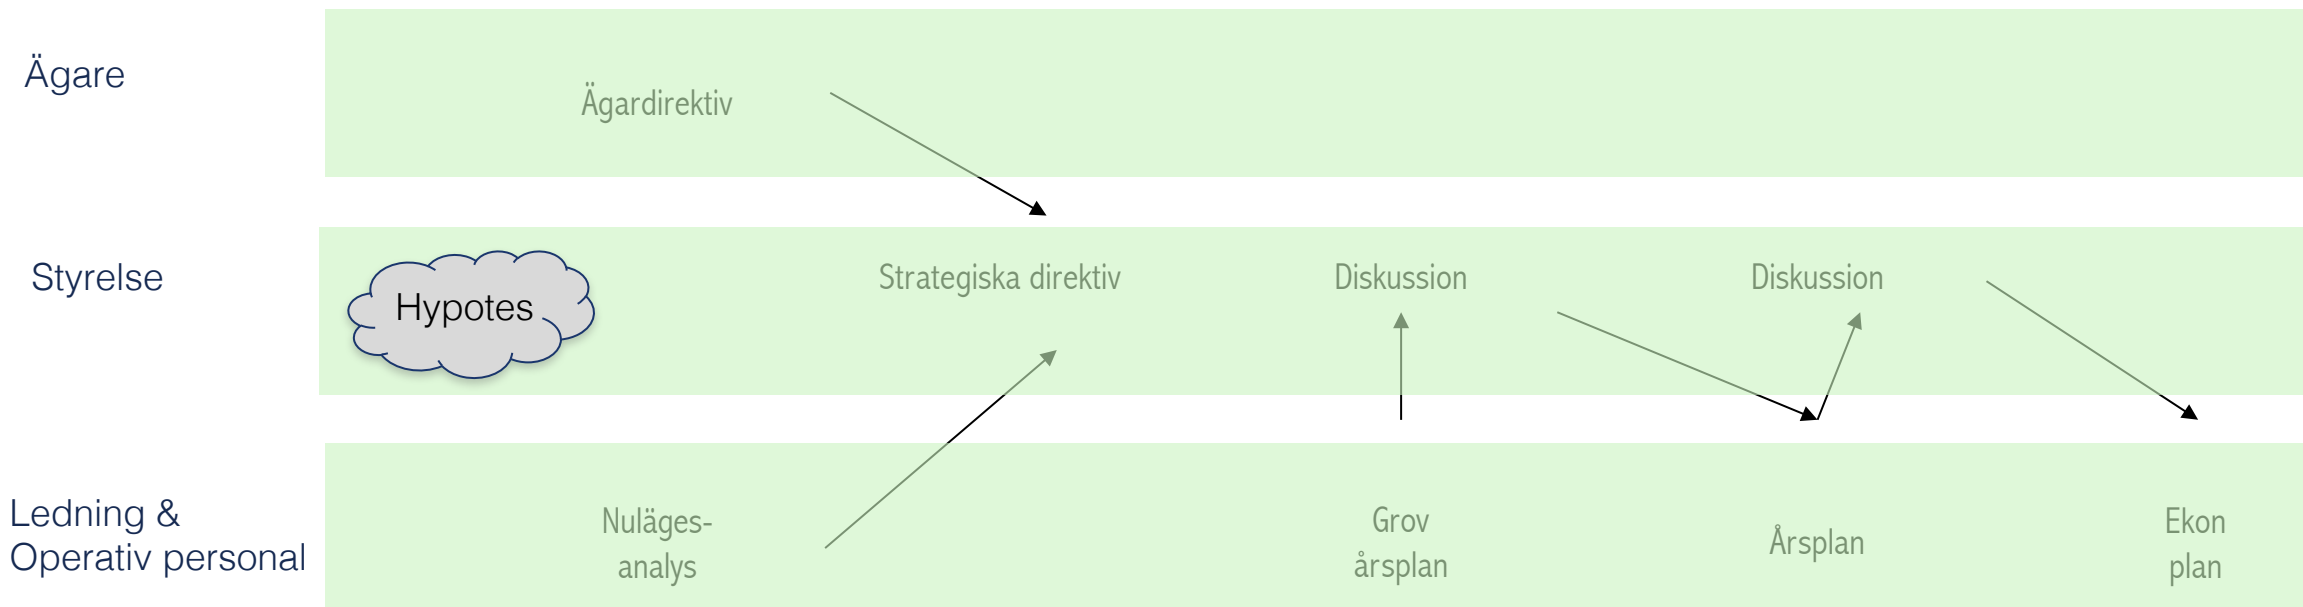 Ägare
Ägardirektiv
Styrelse
Hypotes
Strategiska direktiv
Diskussion
Diskussion
Ledning &
Operativ personal
Nuläges-
analys
Grov
årsplan
Årsplan
Ekon
plan